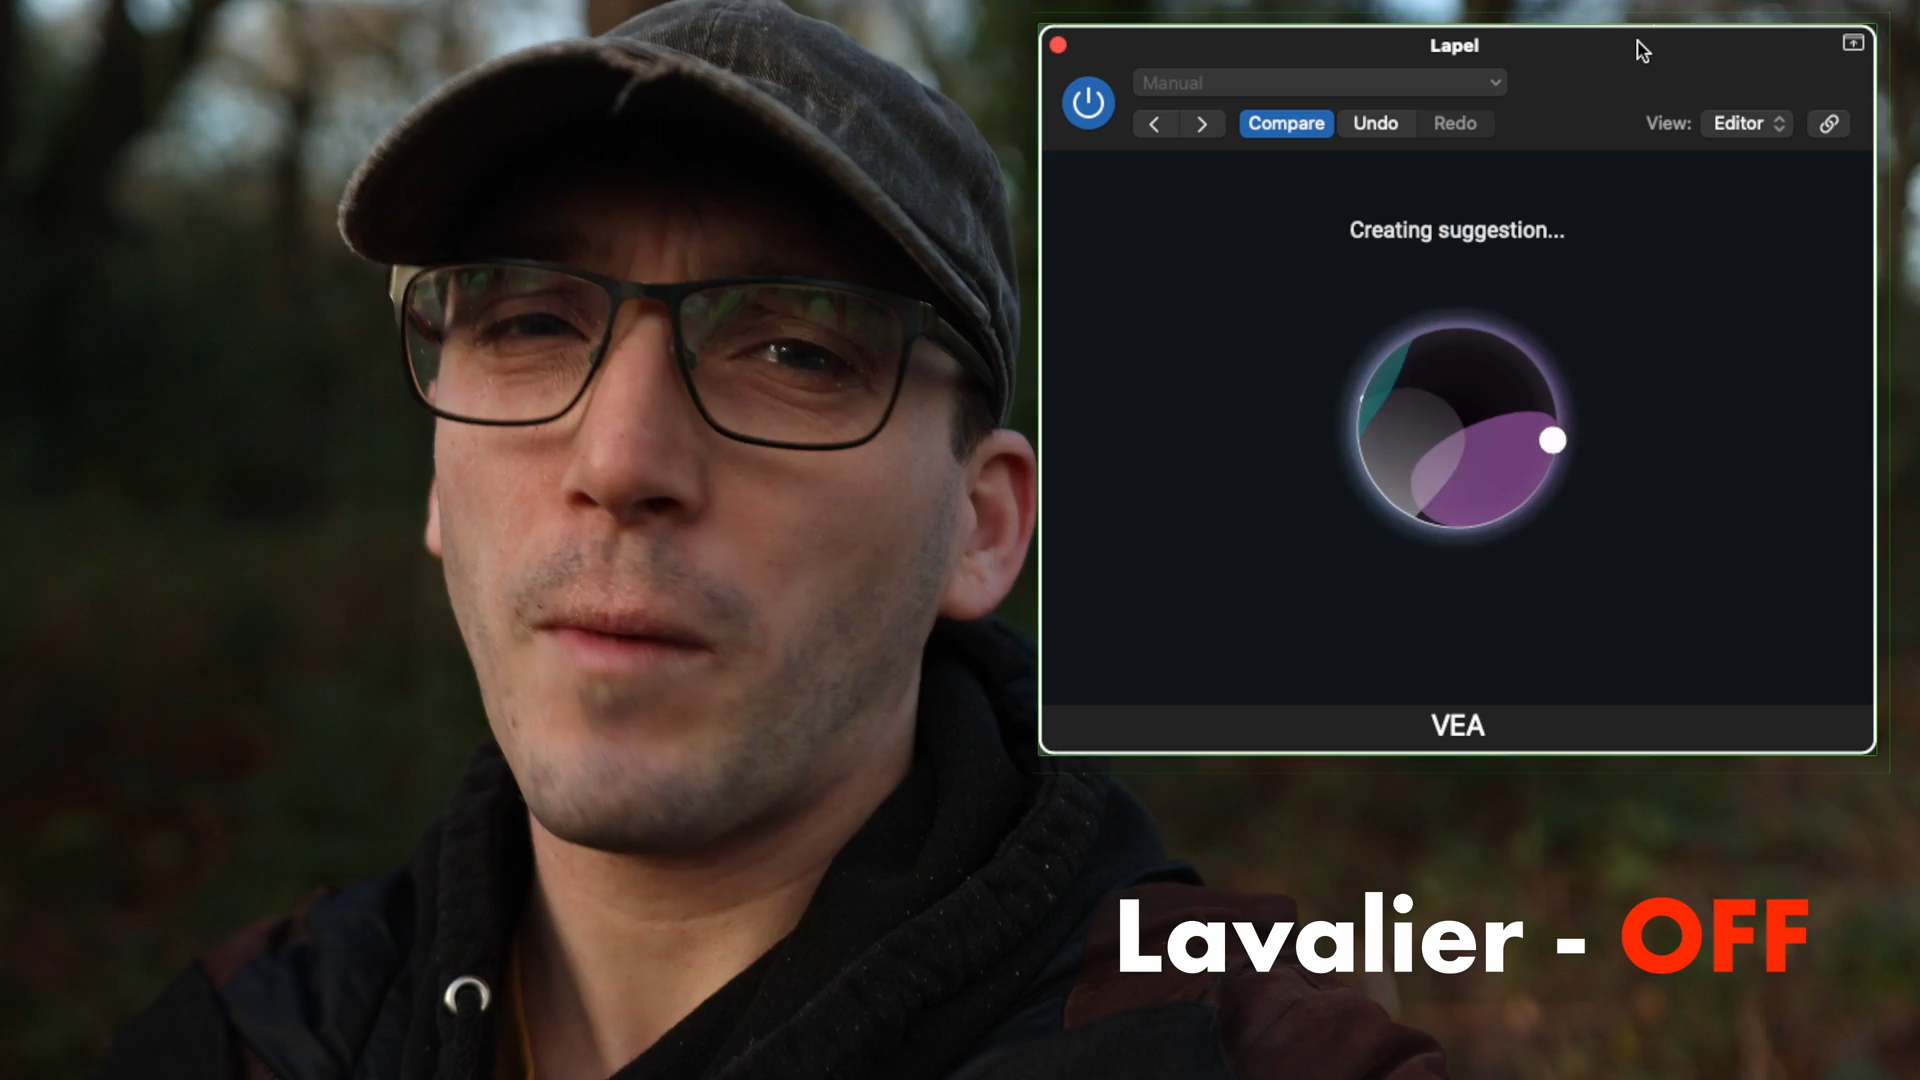 Lapel
Manual
Compare Undo Redo View: Editor
Creating suggestion...
VEA
Lavalier - OFF